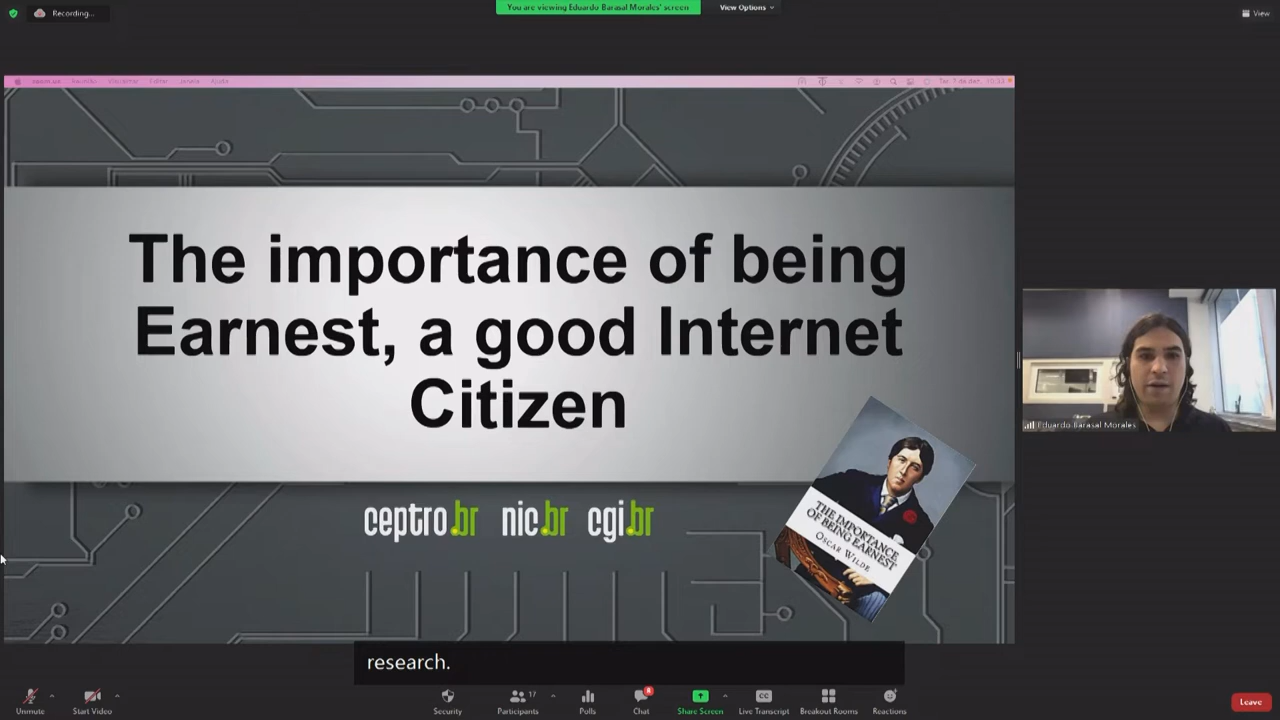 Recording...
You are viewing Eduardo Barasal Morales' screen
View Options
View
The importance of being
Earnest, a good Internet
Citizen
ceptro.br nic.br cgi.br
THE IMPORTANCE
OF BEING EARNEST
OSCAR WILDE
Eduardo Barasal Morales
research.
Unmute
Start Video
Security
17
Participants
Polls
8
Chat
Share Screen
CC
Live Transcript
Breakout Rooms
Reactions
Leave